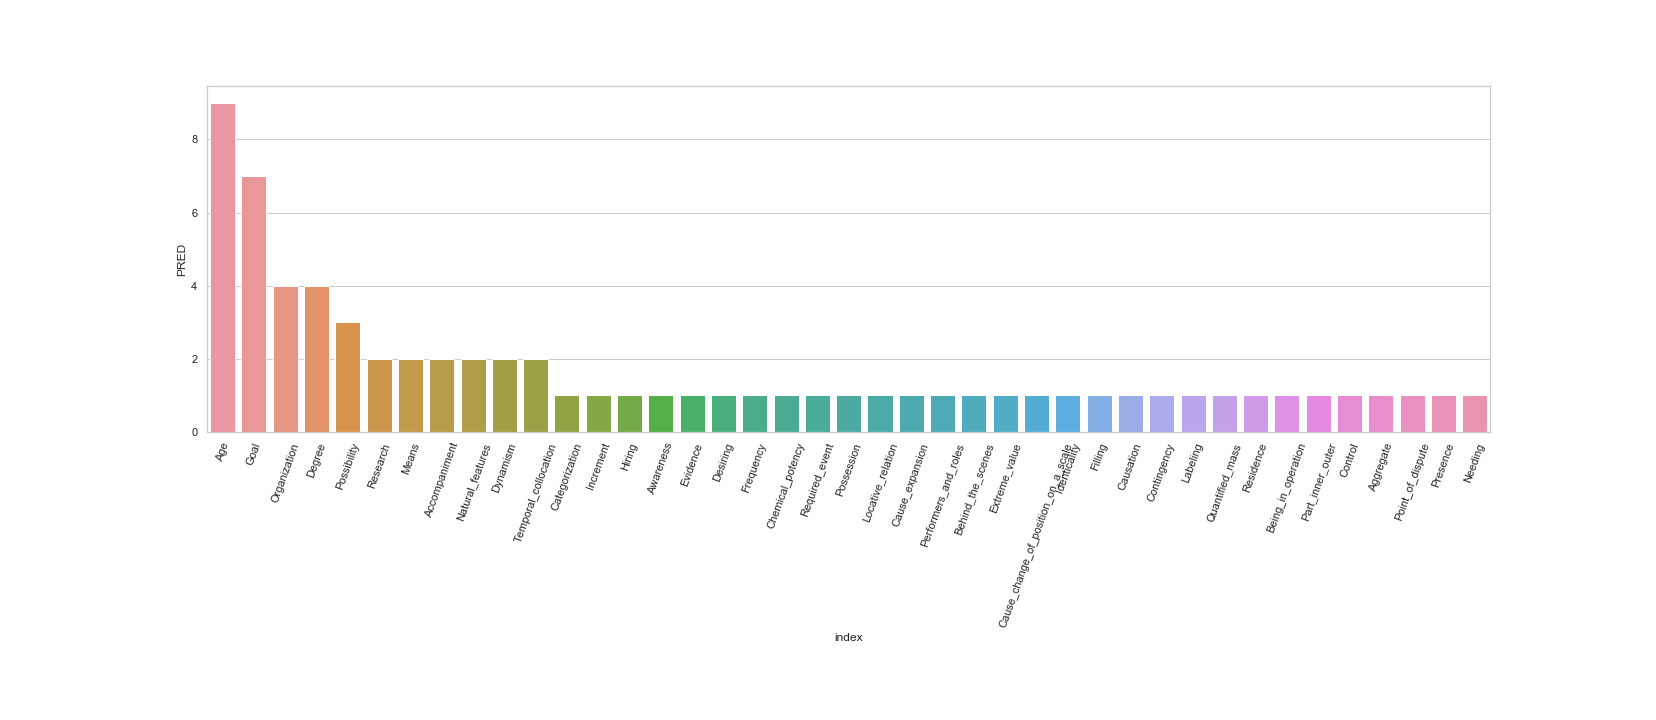 8
6
4
2
0
PRED
Age
Goal
Organization
Degree
Possibility
Research
Means
Accompaniment
Natural_features
Dynamism
Temporal_collocation
Categorization
Increment
Hiring
Awareness
Evidence
Desiring
Frequency
Chemical_potency
Required_event
Possession
Locative_relation
Cause_expansion
Performers_and_roles
Behind_the_scenes
Extreme_value
Cause_change_of_position_on_a_scale
Identicality
Filling
Causation
Contingency
Labeling
Quantified_mass
Residence
Being_in_operation
Part_inner_outer
Control
Aggregate
Point_of_dispute
Presence
Needing
index